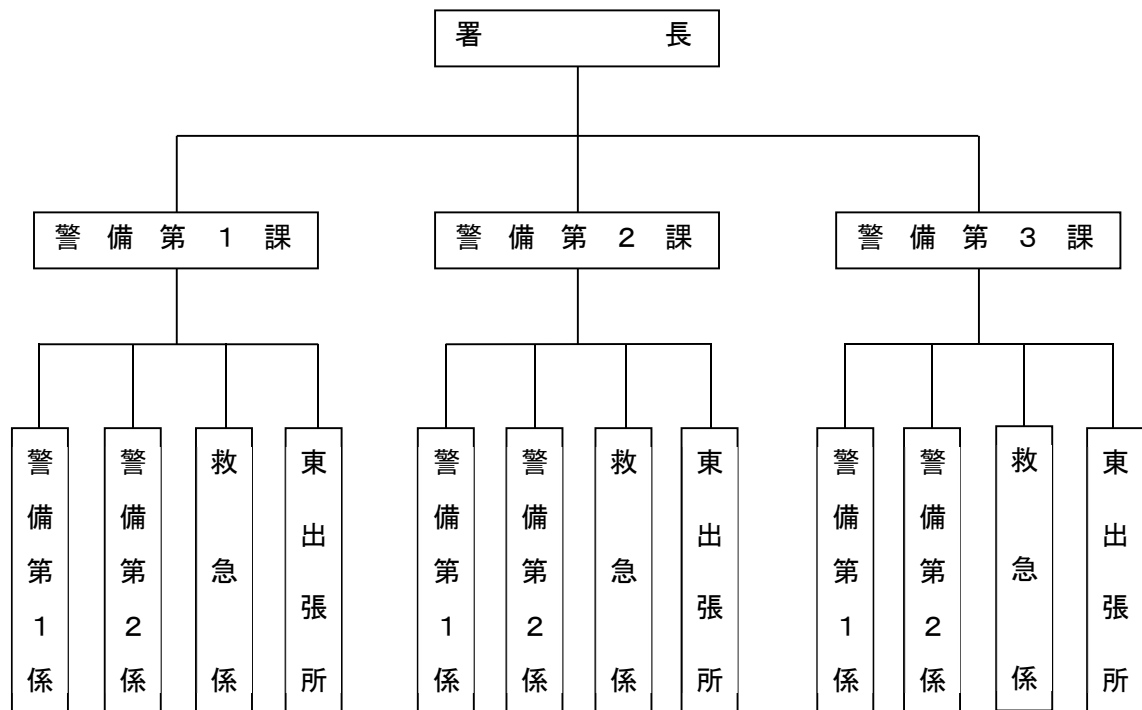 署長
警備第１課
警備第２課
警備第３課
警備第１係
警備第２係
救急係
東出張所
警備第１係
警備第２係
救急係
東出張所
警備第１係
警備第２係
救急係
東出張所